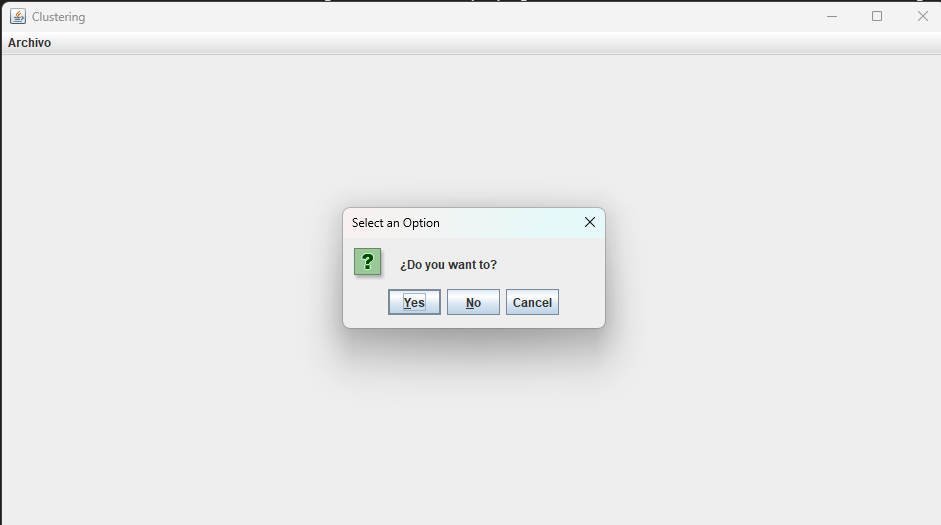 Clustering
Archivo
Select an Option
?
¿Do you want to?
Yes No Cancel